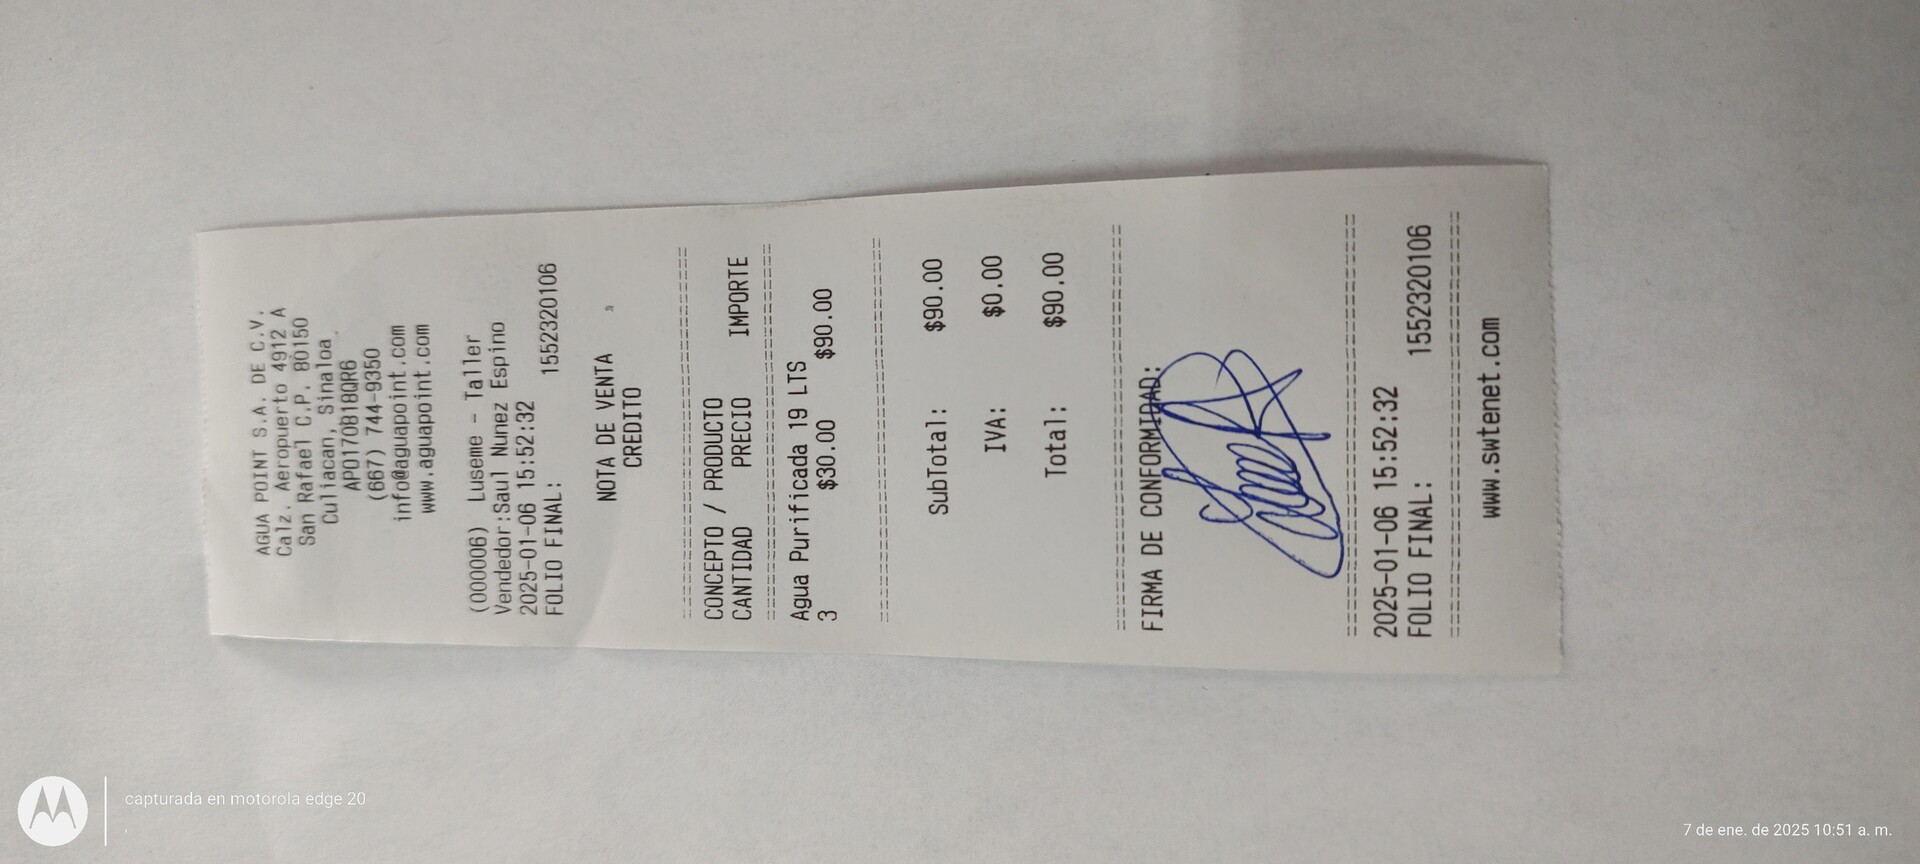 AGUA POINT S.A. DE C.V.
Calz. Aeropuerto 4912 A
San Rafael C.P. 80150
Culiacan, Sinaloa.
APO170818QR6
(667) 744-9350
info@aguapoint.com
www.aguapoint.com
(000006) Luseme - Taller
Vendedor:Saul Nunez Espino
2025-01-06 15:52:32
FOLIO FINAL: 1552320106
NOTA DE VENTA
CREDITO
CONCEPTO / PRODUCTO
CANTIDAD PRECIO IMPORTE
Agua Purificada 19 LTS
3 $30.00 $90.00
SubTotal: $90.00
IVA: $0.00
Total: $90.00
FIRMA DE CONFORMIDAD:
2025-01-06 15:52:32
FOLIO FINAL: 1552320106
www.swtenet.com
capturada en motorola edge 20
7 de ene. de 2025 10:51 a. m.